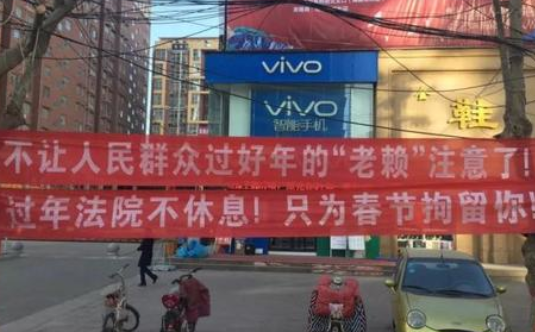 vivo
vivo
智能手机
鞋
不让人民群众过好年的“老赖”注意了!
过年法院不休息!只为春节拘留你!